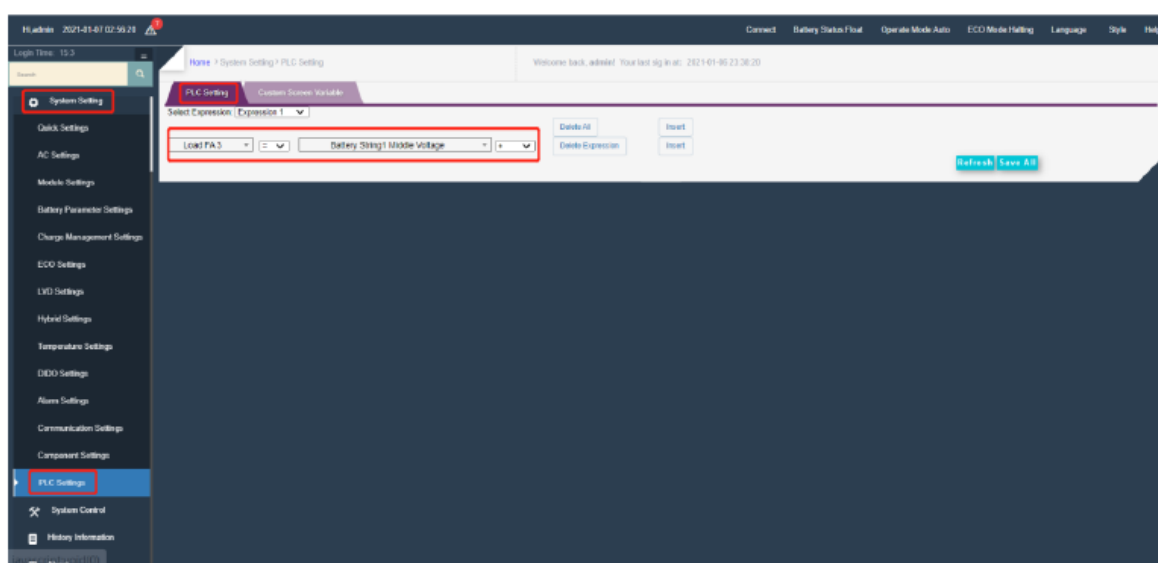 Hi,admin 2021-01-07 02:56:20 7
Connect Battery Status:Float Operate Mode:Auto ECO Mode:Halting Language Style Help
Login Time: 15:3
Search
Home > System Setting > PLC Setting
Welcome back, admin! Your last sig in at: 2021-01-06 23:30:20
System Setting
Quick Settings
AC Settings
Module Settings
Battery Parameter Settings
Charge Management Settings
ECO Settings
LVD Settings
Hybrid Settings
Temperature Settings
DIDO Settings
Alarm Settings
Communication Settings
Component Settings
PLC Settings
System Control
History Information
PLC Setting Custom Screen Variable
Select Expression: Expression 1
Delete All Insert
Load FA 3 = Battery String1 Middle Voltage + Delete Expression Insert
Refresh Save All